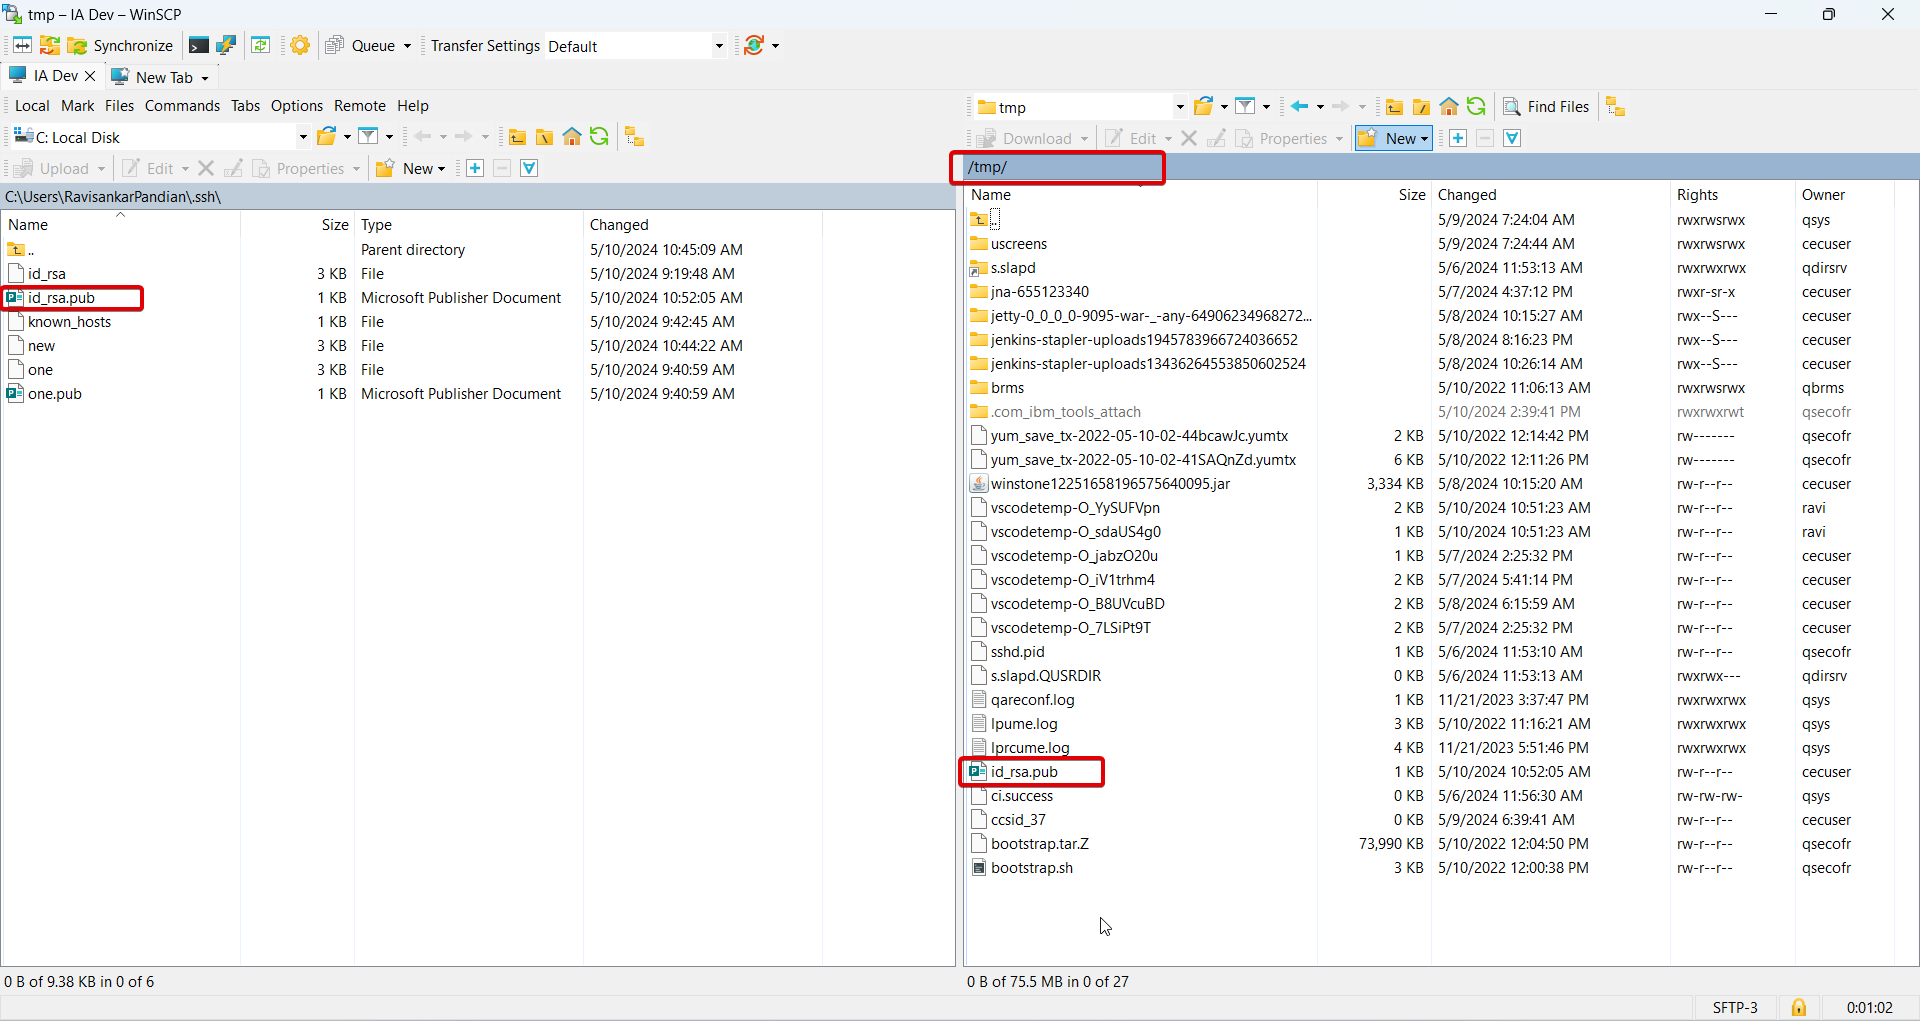 tmp – IA Dev – WinSCP
Synchronize Queue Transfer Settings Default
IA Dev New Tab
Local Mark Files Commands Tabs Options Remote Help
C: Local Disk
Upload Edit Properties New
C:\Users\RavisankarPandian\.ssh\
Name Size Type Changed
.. Parent directory 5/10/2024 10:45:09 AM
id_rsa 3 KB File 5/10/2024 9:19:48 AM
id_rsa.pub 1 KB Microsoft Publisher Document 5/10/2024 10:52:05 AM
known_hosts 1 KB File 5/10/2024 9:42:45 AM
new 3 KB File 5/10/2024 10:44:22 AM
one 3 KB File 5/10/2024 9:40:59 AM
one.pub 1 KB Microsoft Publisher Document 5/10/2024 9:40:59 AM
0 B of 9.38 KB in 0 of 6
tmp Find Files
Download Edit Properties New
/tmp/
Name Size Changed Rights Owner
.. 5/9/2024 7:24:04 AM rwxrwsrwx qsys
uscreens 5/9/2024 7:24:44 AM rwxrwsrwx cecuser
s.slapd 5/6/2024 11:53:13 AM rwxrwxrwx qdirsrv
jna-655123340 5/7/2024 4:37:12 PM rwxr-sr-x cecuser
jetty-0_0_0_0-9095-war-_-any-64906234968272... 5/8/2024 10:15:27 AM rwx--S--- cecuser
jenkins-stapler-uploads1945783966724036652 5/8/2024 8:16:23 PM rwx--S--- cecuser
jenkins-stapler-uploads13436264553850602524 5/8/2024 10:26:14 AM rwx--S--- cecuser
brms 5/10/2022 11:06:13 AM rwxrwsrwx qbrms
.com_ibm_tools_attach 5/10/2024 2:39:41 PM rwxrwxrwt qsecofr
yum_save_tx-2022-05-10-02-44bcawJc.yumtx 2 KB 5/10/2022 12:14:42 PM rw------- qsecofr
yum_save_tx-2022-05-10-02-41SAQnZd.yumtx 6 KB 5/10/2022 12:11:26 PM rw------- qsecofr
winstone12251658196575640095.jar 3,334 KB 5/8/2024 10:15:20 AM rw-r--r-- cecuser
vscodetemp-O_YySUFVpn 2 KB 5/10/2024 10:51:23 AM rw-r--r-- ravi
vscodetemp-O_sdaUS4g0 1 KB 5/10/2024 10:51:23 AM rw-r--r-- ravi
vscodetemp-O_jabzO20u 1 KB 5/7/2024 2:25:32 PM rw-r--r-- cecuser
vscodetemp-O_iV1trhm4 2 KB 5/7/2024 5:41:14 PM rw-r--r-- cecuser
vscodetemp-O_B8UVcuBD 2 KB 5/8/2024 6:15:59 AM rw-r--r-- cecuser
vscodetemp-O_7LSiPt9T 2 KB 5/7/2024 2:25:32 PM rw-r--r-- cecuser
sshd.pid 1 KB 5/6/2024 11:53:10 AM rw-r--r-- qsecofr
s.slapd.QUSRDIR 0 KB 5/6/2024 11:53:13 AM rwxrwx--- qdirsrv
qareconf.log 1 KB 11/21/2023 3:37:47 PM rwxrwxrwx qsys
lpume.log 3 KB 5/10/2022 11:16:21 AM rwxrwxrwx qsys
lprcume.log 4 KB 11/21/2023 5:51:46 PM rwxrwxrwx qsys
id_rsa.pub 1 KB 5/10/2024 10:52:05 AM rw-r--r-- cecuser
ci.success 0 KB 5/6/2024 11:56:30 AM rw-rw-rw- qsys
ccsid_37 0 KB 5/9/2024 6:39:41 AM rw-r--r-- cecuser
bootstrap.tar.Z 73,990 KB 5/10/2022 12:04:50 PM rw-r--r-- qsecofr
bootstrap.sh 3 KB 5/10/2022 12:00:38 PM rw-r--r-- qsecofr
0 B of 75.5 MB in 0 of 27
SFTP-3 0:01:02